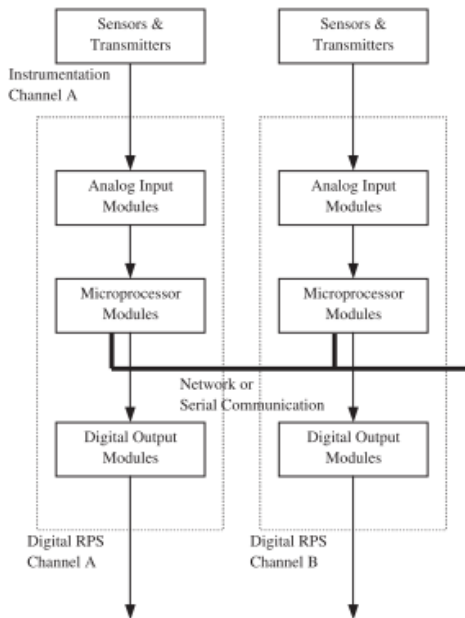 Sensors &
Transmitters
Sensors &
Transmitters
Instrumentation
Channel A
Analog Input
Modules
Analog Input
Modules
Microprocessor
Modules
Microprocessor
Modules
Network or
Serial Communication
Digital Output
Modules
Digital Output
Modules
Digital RPS
Channel A
Digital RPS
Channel B